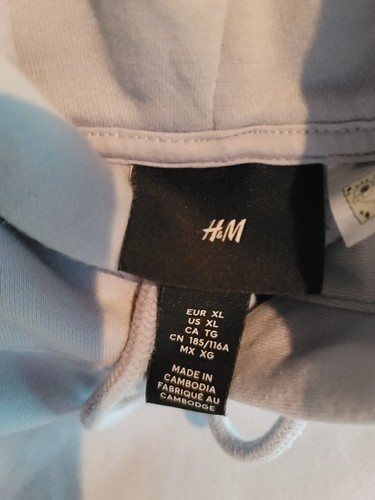 H&M
EUR XL
US XL
CA TG
CN 185/116A
MX XG
MADE IN
CAMBODIA
FABRIQUÉ AU
CAMBODGE